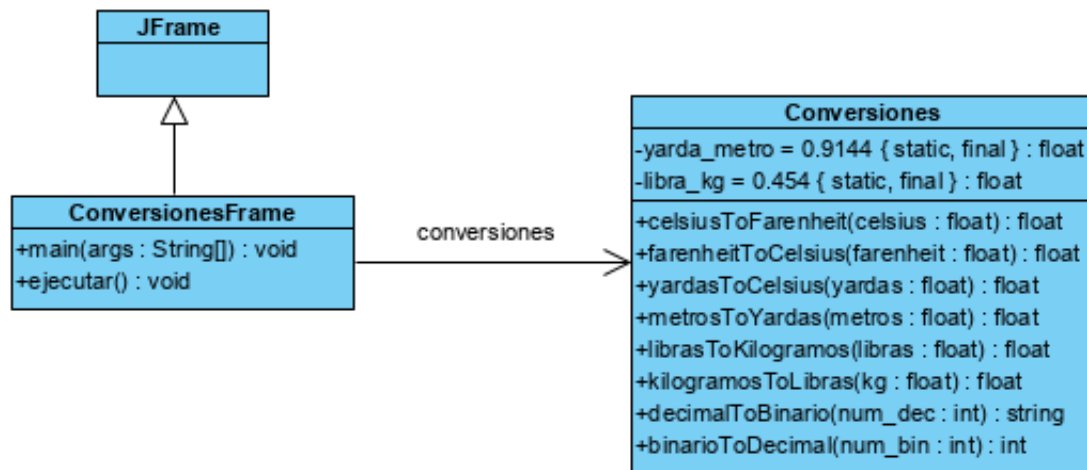 JFrame
ConversionesFrame
+main(args : String[]) : void
+ejecutar() : void
conversiones
Conversiones
-yarda_metro = 0.9144 { static, final } : float
-libra_kg = 0.454 { static, final } : float
+celsiusToFarenheit(celsius : float) : float
+farenheitToCelsius(farenheit : float) : float
+yardasToCelsius(yardas : float) : float
+metrosToYardas(metros : float) : float
+librasToKilogramos(libras : float) : float
+kilogramosToLibras(kg : float) : float
+decimalToBinario(num_dec : int) : string
+binarioToDecimal(num_bin : int) : int